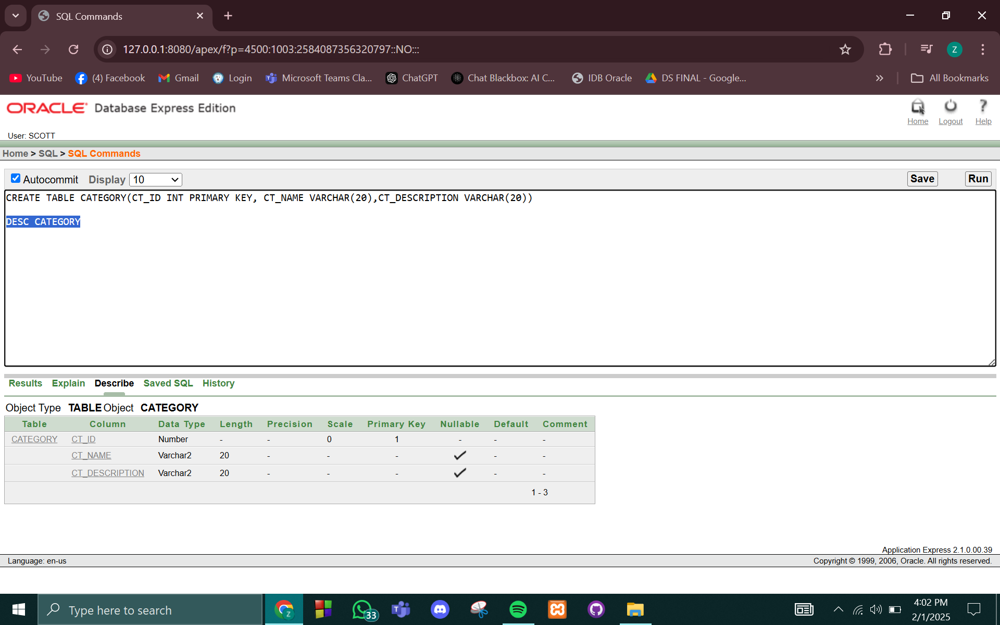 SQL Commands
127.0.0.1:8080/apex/f?p=4500:1003:2584087356320797::NO:::
Z
YouTube (4) Facebook Gmail Login Microsoft Teams Cla... ChatGPT Chat Blackbox: AI C... IDB Oracle DS FINAL - Google... All Bookmarks
ORACLE Database Express Edition
Home Logout Help
User: SCOTT
Home > SQL > SQL Commands
Autocommit Display 10 Save Run
CREATE TABLE CATEGORY(CT_ID INT PRIMARY KEY, CT_NAME VARCHAR(20),CT_DESCRIPTION VARCHAR(20))
DESC CATEGORY
Results Explain Describe Saved SQL History
Object Type TABLE Object CATEGORY
Table Column Data Type Length Precision Scale Primary Key Nullable Default Comment
CATEGORY CT_ID Number - - 0 1 - - -
CT_NAME Varchar2 20 - - - - -
CT_DESCRIPTION Varchar2 20 - - - - -
1 - 3
Application Express 2.1.0.00.39
Language: en-us Copyright © 1999, 2006, Oracle. All rights reserved.
Type here to search 33 4:02 PM
2/1/2025